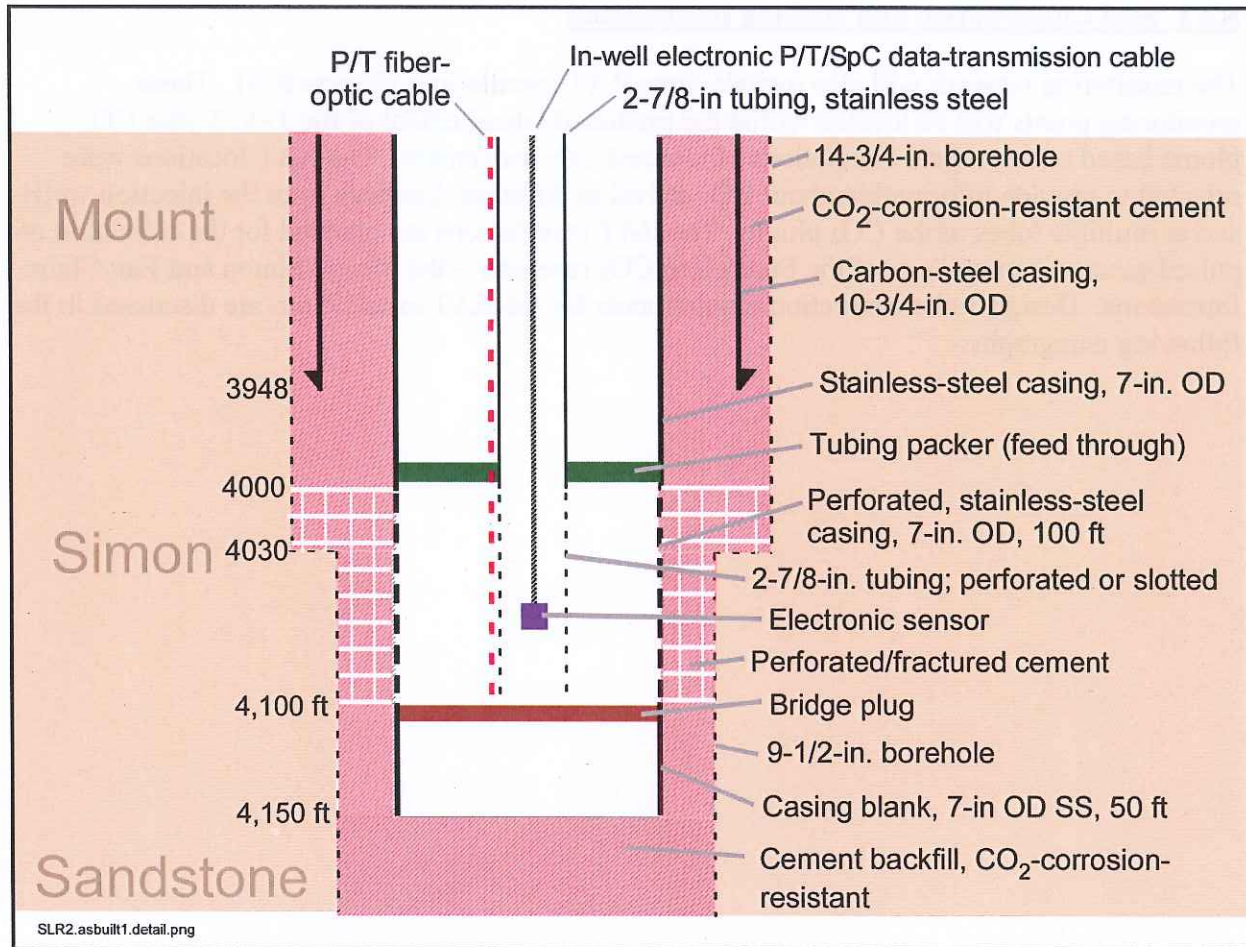 P/T fiber-
optic cable
In-well electronic P/T/SpC data-transmission cable
2-7/8-in tubing, stainless steel
14-3/4-in. borehole
CO2-corrosion-resistant cement
Carbon-steel casing,
10-3/4-in. OD
Mount
3948
Stainless-steel casing, 7-in. OD
Tubing packer (feed through)
4000
Perforated, stainless-steel
casing, 7-in. OD, 100 ft
Simon
4030
2-7/8-in. tubing; perforated or slotted
Electronic sensor
Perforated/fractured cement
4,100 ft
Bridge plug
9-1/2-in. borehole
4,150 ft
Casing blank, 7-in OD SS, 50 ft
Cement backfill, CO2-corrosion-
resistant
Sandstone
SLR2.asbuilt1.detail.png